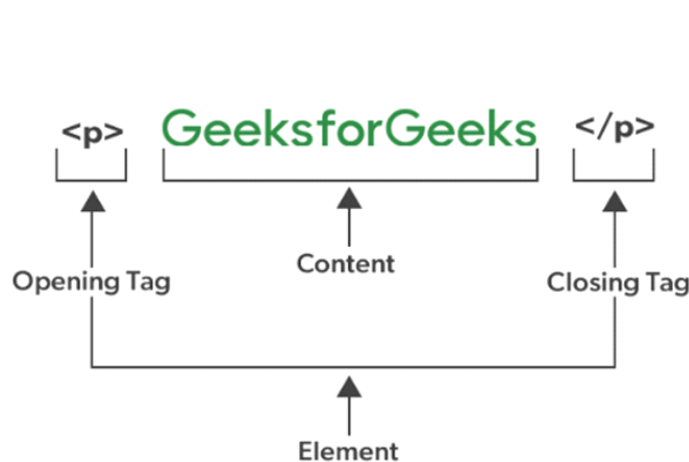 <p> GeeksforGeeks </p>
Content
Opening Tag Closing Tag
Element